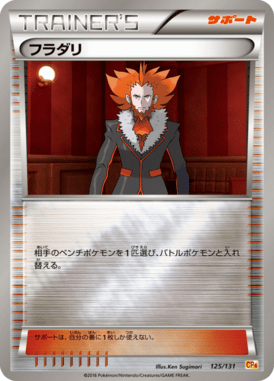 TRAINER'S
サポート
フラダリ
相手のベンチポケモンを1匹選び、バトルポケモンと入れ
替える。
サポートは、自分の番に1枚しか使えない。
Illus.Ken Sugimori
CP4
125/131
©2016 Pokémon/Nintendo/Creatures/GAME FREAK.